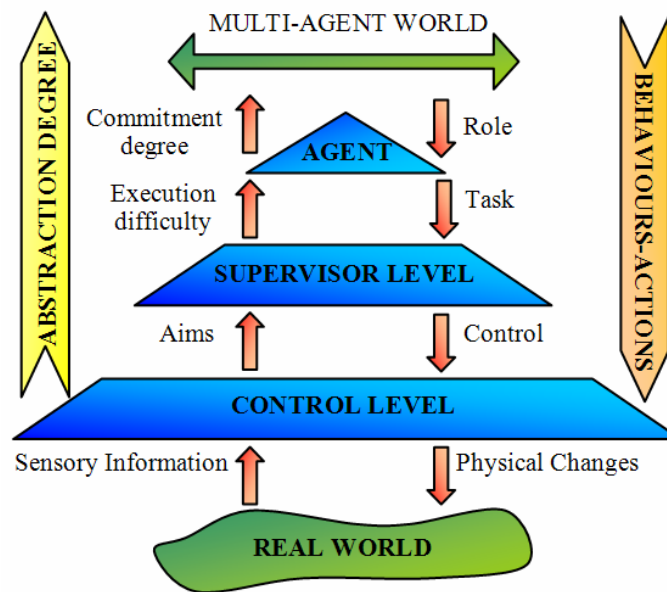 MULTI-AGENT WORLD
ABSTRACTION DEGREE
BEHAVIOURS-ACTIONS
Commitment
degree
Role
AGENT
Execution
difficulty
Task
SUPERVISOR LEVEL
Aims
Control
CONTROL LEVEL
Sensory Information
Physical Changes
REAL WORLD